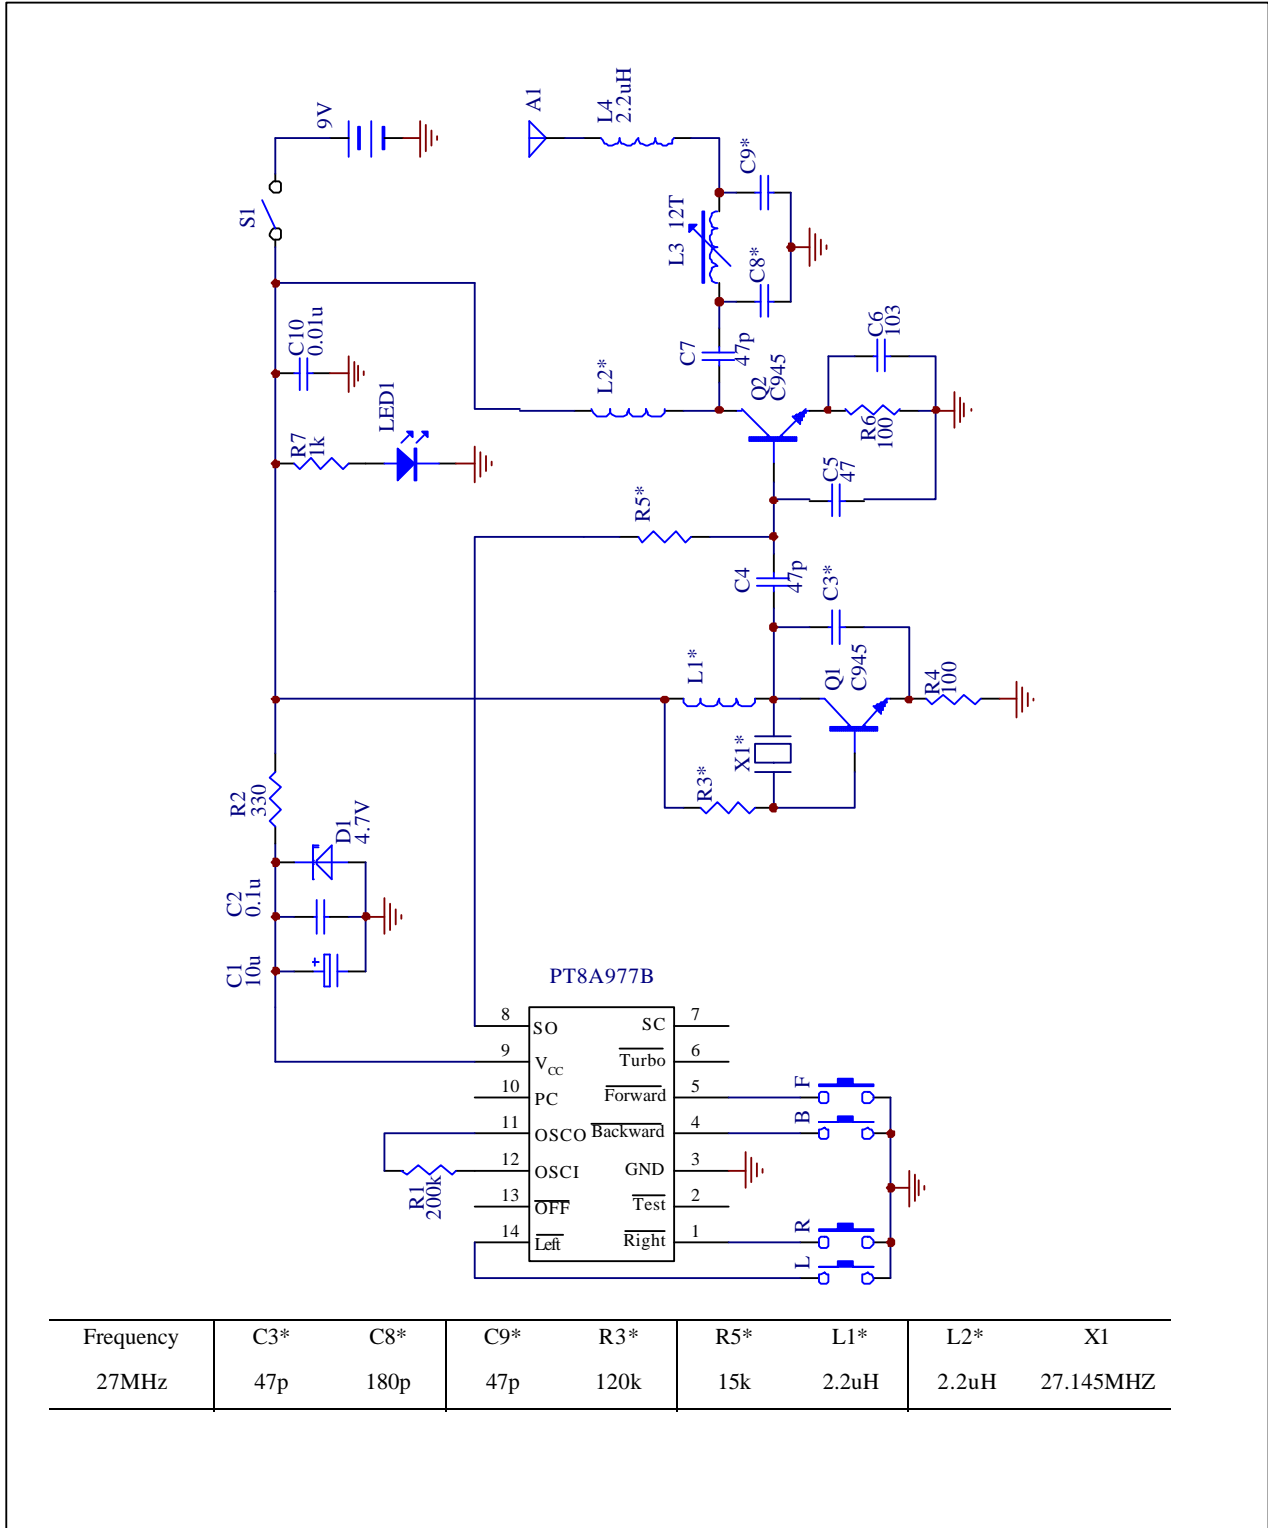 9V
S1
A1
L4
2.2uH
C9*
L3 12T
C8*
C7
47p
C10
0.01u
L2*
Q2
C945
C6
103
R6
100
R7
1k
LED1
C5
47
R5*
C4
47p
C3*
L1*
Q1
C945
R4
100
X1*
R3*
R2
330
D1
4.7V
C2
0.1u
C1
10u
+
PT8A977B
8 SO SC 7
9 VCC Turbo 6
10 PC Forward 5 F
11 OSCO Backward 4 B
12 OSCI GND 3
R1
200k
13 OFF Test 2
14 Left Right 1 R
L
Frequency C3* C8* C9* R3* R5* L1* L2* X1
27MHz 47p 180p 47p 120k 15k 2.2uH 2.2uH 27.145MHZ